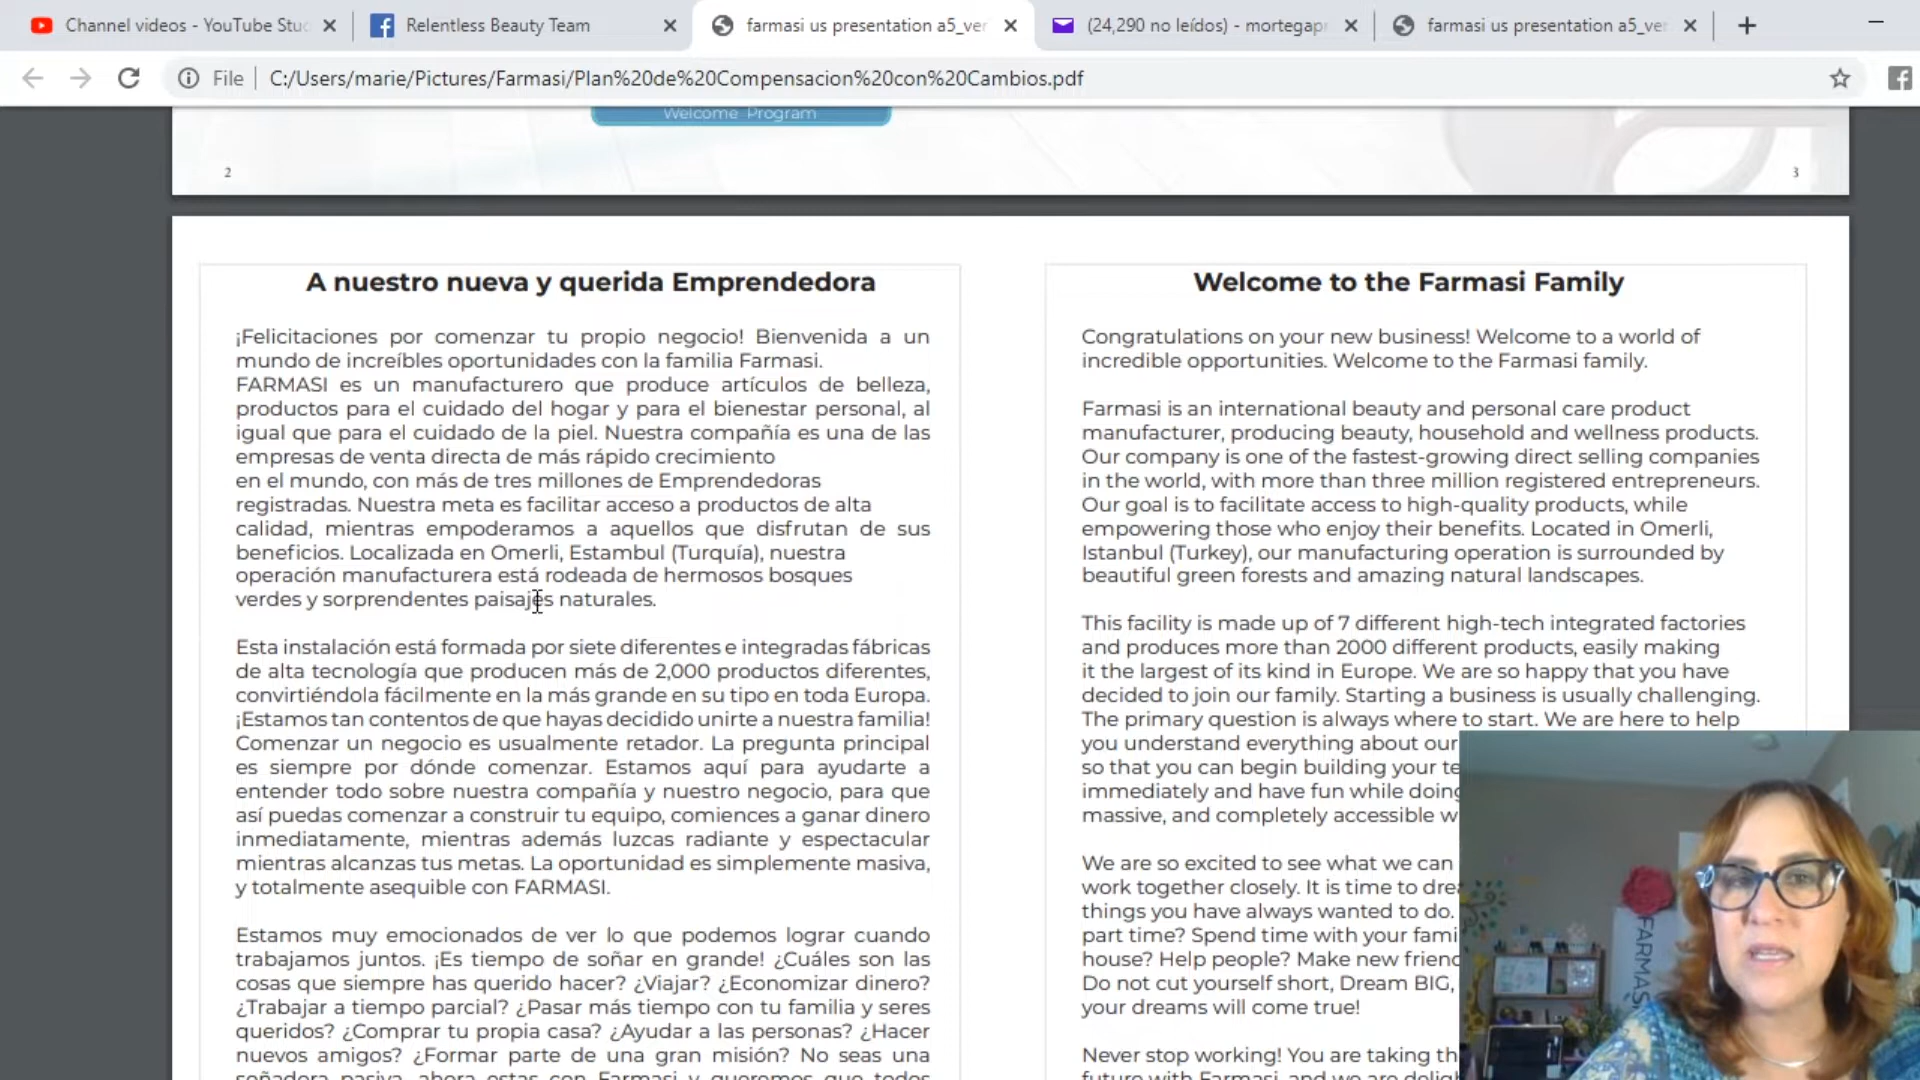 Channel videos - YouTube Stu
Relentless Beauty Team
farmasi us presentation a5_ver
(24,290 no leídos) - mortegapr
farmasi us presentation a5_ve
File
C:/Users/marie/Pictures/Farmasi/Plan%20de%20Compensacion%20con%20Cambios.pdf
Welcome Program
2
3
A nuestro nueva y querida Emprendedora
¡Felicitaciones por comenzar tu propio negocio! Bienvenida a un
mundo de increíbles oportunidades con la familia Farmasi.
FARMASI es un manufacturero que produce artículos de belleza,
productos para el cuidado del hogar y para el bienestar personal, al
igual que para el cuidado de la piel. Nuestra compañía es una de las
empresas de venta directa de más rápido crecimiento
en el mundo, con más de tres millones de Emprendedoras
registradas. Nuestra meta es facilitar acceso a productos de alta
calidad, mientras empoderamos a aquellos que disfrutan de sus
beneficios. Localizada en Omerli, Estambul (Turquía), nuestra
operación manufacturera está rodeada de hermosos bosques
verdes y sorprendentes paisajes naturales.
Esta instalación está formada por siete diferentes e integradas fábricas
de alta tecnología que producen más de 2,000 productos diferentes,
convirtiéndola fácilmente en la más grande en su tipo en toda Europa.
¡Estamos tan contentos de que hayas decidido unirte a nuestra familia!
Comenzar un negocio es usualmente retador. La pregunta principal
es siempre por dónde comenzar. Estamos aquí para ayudarte a
entender todo sobre nuestra compañía y nuestro negocio, para que
así puedas comenzar a construir tu equipo, comiences a ganar dinero
inmediatamente, mientras además luzcas radiante y espectacular
mientras alcanzas tus metas. La oportunidad es simplemente masiva,
y totalmente asequible con FARMASI.
Estamos muy emocionados de ver lo que podemos lograr cuando
trabajamos juntos. ¡Es tiempo de soñar en grande! ¿Cuáles son las
cosas que siempre has querido hacer? ¿Viajar? ¿Economizar dinero?
¿Trabajar a tiempo parcial? ¿Pasar más tiempo con tu familia y seres
queridos? ¿Comprar tu propia casa? ¿Ayudar a las personas? ¿Hacer
nuevos amigos? ¿Formar parte de una gran misión? No seas una
soñadora pasiva, ahora estas con Farmasi y queremos que todos
Welcome to the Farmasi Family
Congratulations on your new business! Welcome to a world of
incredible opportunities. Welcome to the Farmasi family.
Farmasi is an international beauty and personal care product
manufacturer, producing beauty, household and wellness products.
Our company is one of the fastest-growing direct selling companies
in the world, with more than three million registered entrepreneurs.
Our goal is to facilitate access to high-quality products, while
empowering those who enjoy their benefits. Located in Omerli,
Istanbul (Turkey), our manufacturing operation is surrounded by
beautiful green forests and amazing natural landscapes.
This facility is made up of 7 different high-tech integrated factories
and produces more than 2000 different products, easily making
it the largest of its kind in Europe. We are so happy that you have
decided to join our family. Starting a business is usually challenging.
The primary question is always where to start. We are here to help
you understand everything about our
so that you can begin building your te
immediately and have fun while doing
massive, and completely accessible w
We are so excited to see what we can
work together closely. It is time to dre
things you have always wanted to do.
part time? Spend time with your fami
house? Help people? Make new friend
Do not cut yourself short, Dream BIG,
your dreams will come true!
Never stop working! You are taking th
future with Farmasi, and we are deligh
FARMASI